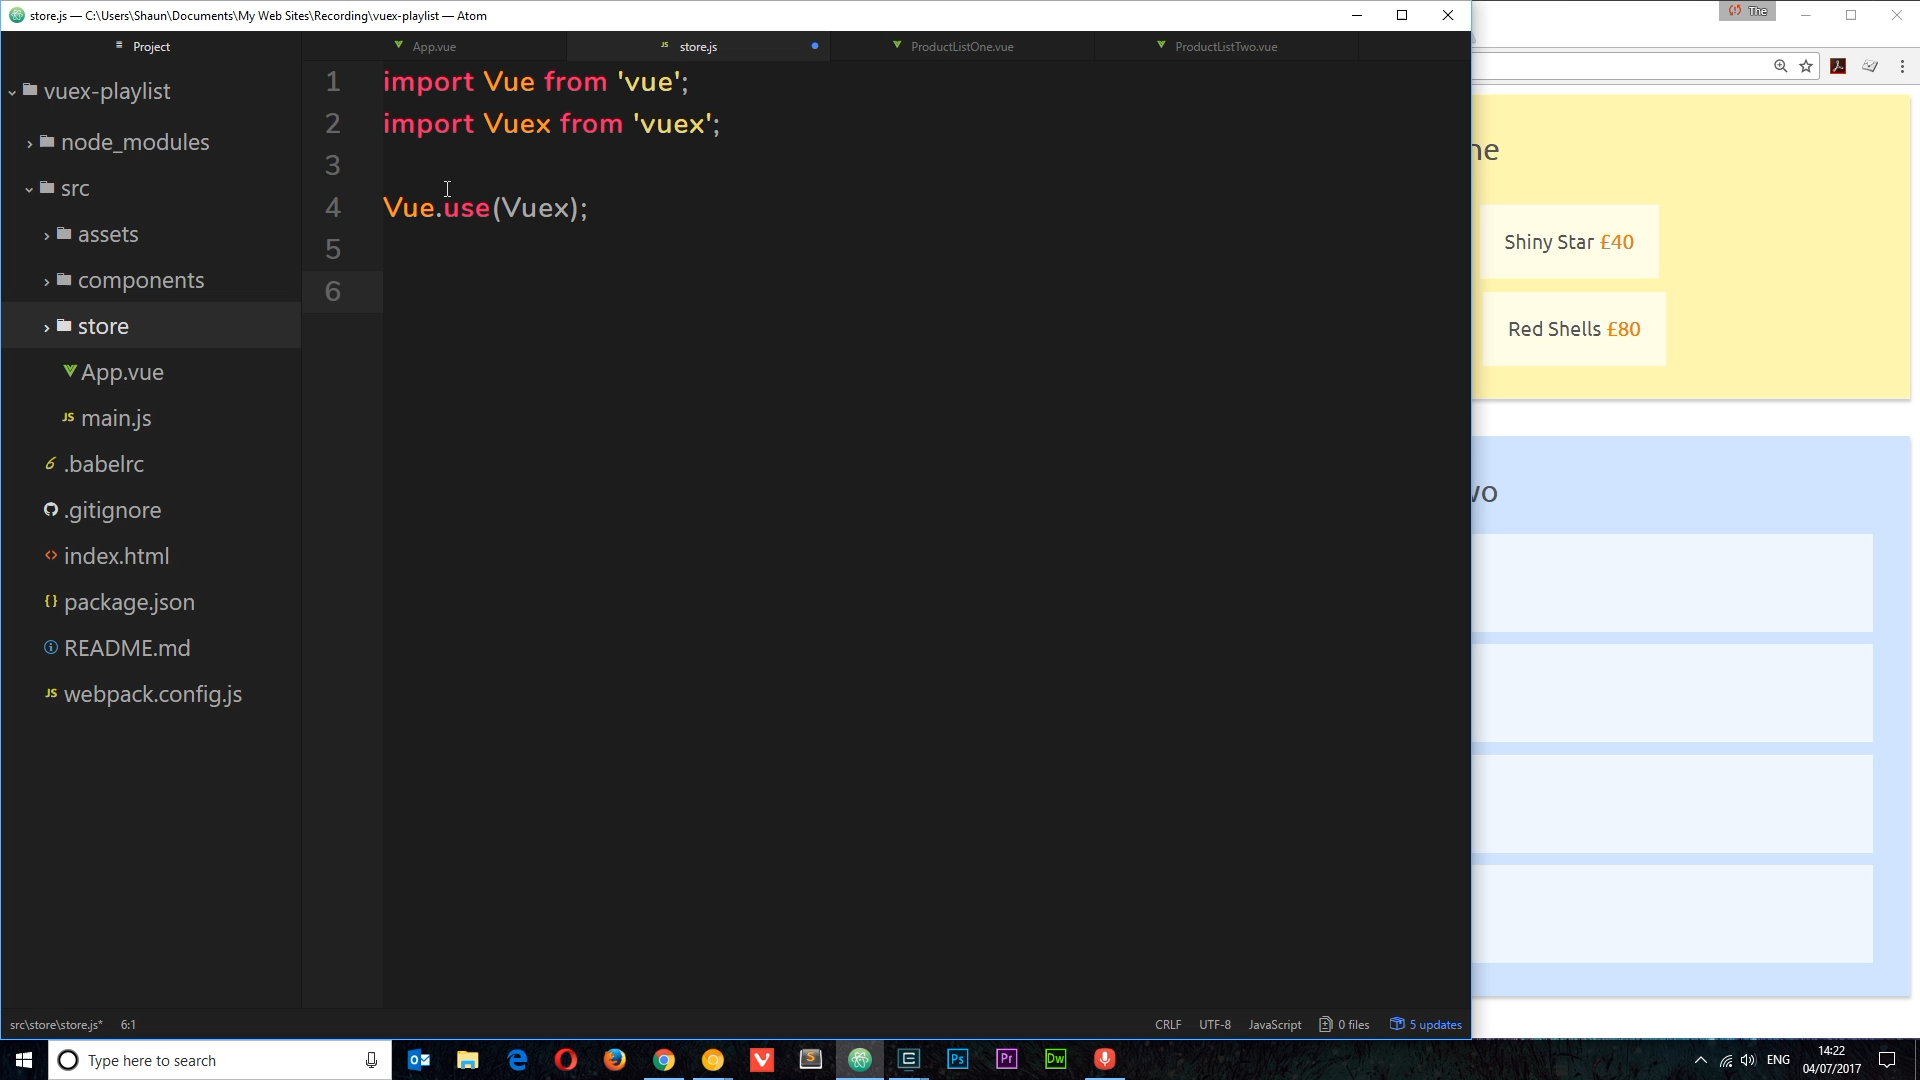 store.js — C:\Users\Shaun\Documents\My Web Sites\Recording\vuex-playlist — Atom
The
Project
App.vue
store.js
ProductListOne.vue
ProductListTwo.vue
vuex-playlist
node_modules
src
assets
components
store
App.vue
main.js
.babelrc
.gitignore
index.html
package.json
README.md
webpack.config.js
1 import Vue from 'vue';
2 import Vuex from 'vuex';
3
4 Vue.use(Vuex);
5
6
Shiny Star £40
Red Shells £80
src\store\store.js* 6:1
CRLF UTF-8 JavaScript 0 files 5 updates
Type here to search
ENG
14:22
04/07/2017